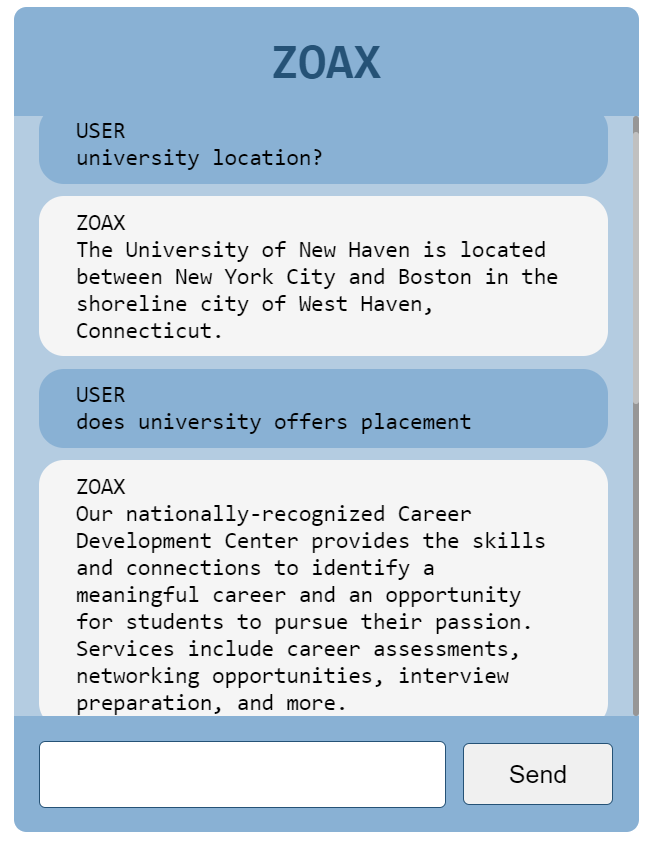 ZOAX
USER
university location?
ZOAX
The University of New Haven is located
between New York City and Boston in the
shoreline city of West Haven,
Connecticut.
USER
does university offers placement
ZOAX
Our nationally-recognized Career
Development Center provides the skills
and connections to identify a
meaningful career and an opportunity
for students to pursue their passion.
Services include career assessments,
networking opportunities, interview
preparation, and more.
Send